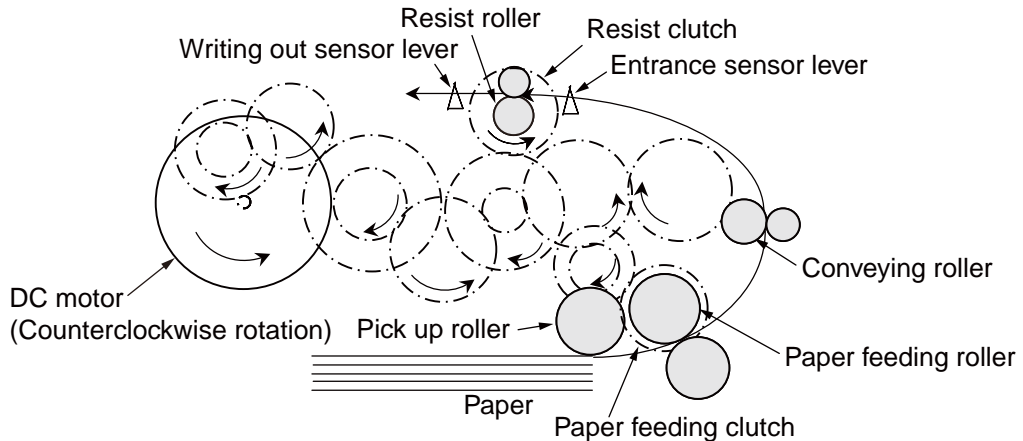 Resist roller
Resist clutch
Writing out sensor lever
Entrance sensor lever
Conveying roller
DC motor
(Counterclockwise rotation)
Pick up roller
Paper feeding roller
Paper
Paper feeding clutch